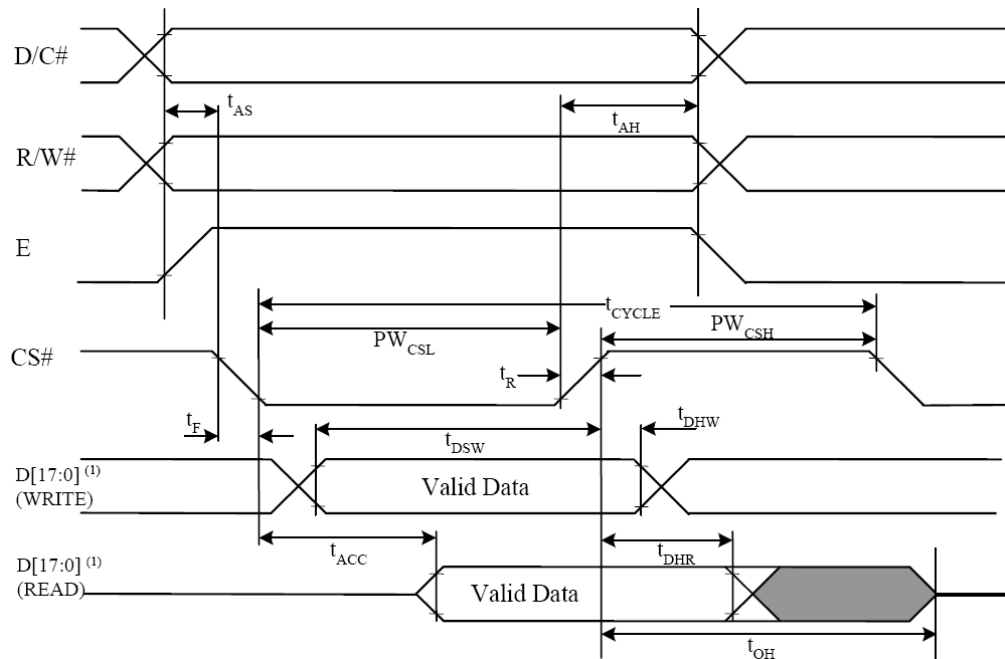 D/C#
t_AS
t_AH
R/W#
E
t_CYCLE
PW_CSL
PW_CSH
CS#
t_R
t_F
t_DSW
t_DHW
D[17:0] (1)
(WRITE)
Valid Data
t_ACC
t_DHR
D[17:0] (1)
(READ)
Valid Data
t_OH